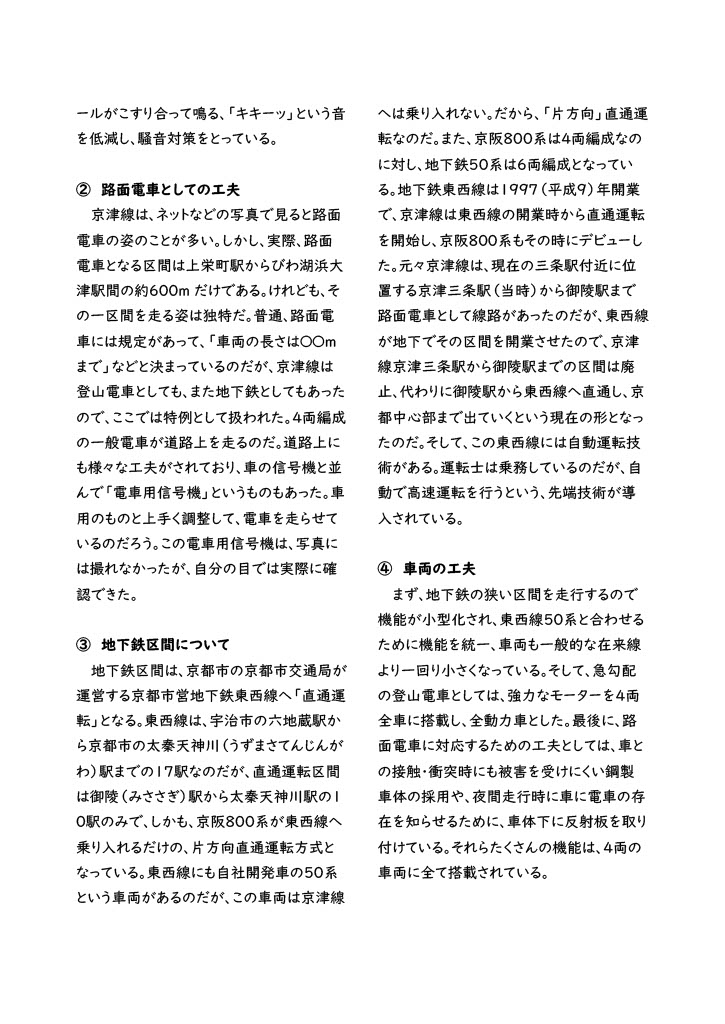 ールがこすり合って鳴る、「キキーッ」という音
を低減し、騒音対策をとっている。
② 路面電車としての工夫
　京津線は、ネットなどの写真で見ると路面
電車の姿のことが多い。しかし、実際、路面
電車となる区間は上栄町駅からびわ湖浜大
津駅間の約600mだけである。けれども、そ
の一区間を走る姿は独特だ。普通、路面電
車には規定があって、「車両の長さは〇〇m
まで」などと決まっているのだが、京津線は
登山電車としても、また地下鉄としてもあった
ので、ここでは特例として扱われた。4両編成
の一般電車が道路上を走るのだ。道路上に
も様々な工夫がされており、車の信号機と並
んで「電車用信号機」というものもあった。車
用のものと上手く調整して、電車を走らせて
いるのだろう。この電車用信号機は、写真に
は撮れなかったが、自分の目では実際に確
認できた。
③ 地下鉄区間について
　地下鉄区間は、京都市の京都市交通局が
運営する京都市営地下鉄東西線へ「直通運
転」となる。東西線は、宇治市の六地蔵駅か
ら京都市の太秦天神川（うずまさてんじんが
わ）駅までの17駅なのだが、直通運転区間
は御陵（みささぎ）駅から太秦天神川駅の1
0駅のみで、しかも、京阪800系が東西線へ
乗り入れるだけの、片方向直通運転方式と
なっている。東西線にも自社開発車の50系
という車両があるのだが、この車両は京津線
へは乗り入れない。だから、「片方向」直通運
転なのだ。また、京阪800系は4両編成なの
に対し、地下鉄50系は6両編成となってい
る。地下鉄東西線は1997（平成9）年開業
で、京津線は東西線の開業時から直通運転
を開始し、京阪800系もその時にデビューし
た。元々京津線は、現在の三条駅付近に位
置する京津三条駅（当時）から御陵駅まで
路面電車として線路があったのだが、東西線
が地下でその区間を開業させたので、京津
線京津三条駅から御陵駅までの区間は廃
止、代わりに御陵駅から東西線へ直通し、京
都中心部まで出ていくという現在の形となっ
たのだ。そして、この東西線には自動運転技
術がある。運転士は乗務しているのだが、自
動で高速運転を行うという、先端技術が導
入されている。
④ 車両の工夫
　まず、地下鉄の狭い区間を走行するので
機能が小型化され、東西線50系と合わせる
ために機能を統一、車両も一般的な在来線
より一回り小さくなっている。そして、急勾配
の登山電車としては、強力なモーターを4両
全車に搭載し、全動力車とした。最後に、路
面電車に対応するための工夫としては、車と
の接触・衝突時にも被害を受けにくい鋼製
車体の採用や、夜間走行時に車に電車の存
在を知らせるために、車体下に反射板を取り
付けている。それらたくさんの機能は、4両の
車両に全て搭載されている。